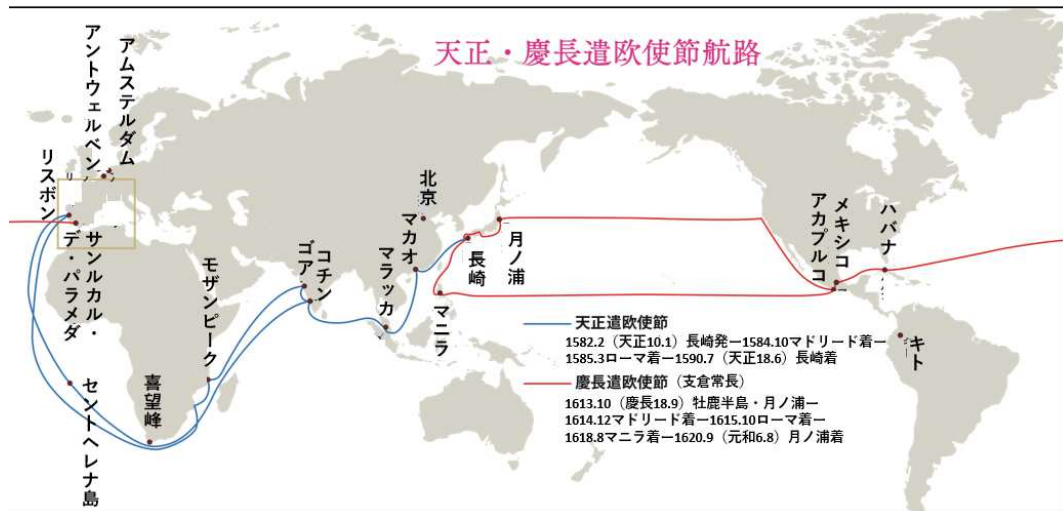 天正・慶長遣欧使節航路
アムステルダム
アントウェルペン
リスボン
サンルカル・
デ・パラメダ
セントヘレナ島
喜望峰
モザンピーク
ゴア
コチン
マラッカ
マカオ
北京
長崎
マニラ
月ノ浦
メキシコ
アカプルコ
ハバナ
キト
天正遣欧使節
1582.2（天正10.1）長崎発ー1584.10マドリード着ー
1585.3ローマ着ー1590.7（天正18.6）長崎着
慶長遣欧使節（支倉常長）
1613.10（慶長18.9）牡鹿半島・月ノ浦ー
1614.12マドリード着ー1615.10ローマ着ー
1618.8マニラ着ー1620.9（元和6.8）月ノ浦着